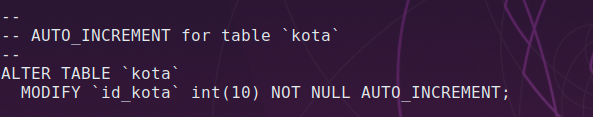 --
-- AUTO_INCREMENT for table `kota`
--
ALTER TABLE `kota`
  MODIFY `id_kota` int(10) NOT NULL AUTO_INCREMENT;